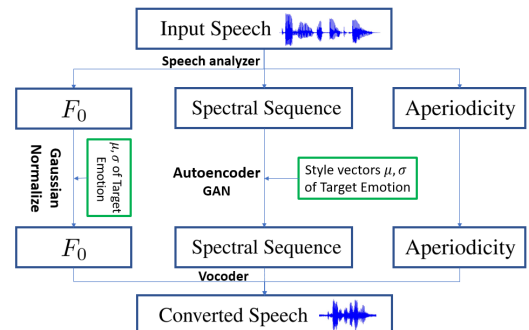 Input Speech
Speech analyzer
F₀
Spectral Sequence
Aperiodicity
Gaussian
Normalize
μ, σ of Target
Emotion
Autoencoder
GAN
Style vectors μ, σ
of Target Emotion
F₀
Spectral Sequence
Aperiodicity
Vocoder
Converted Speech